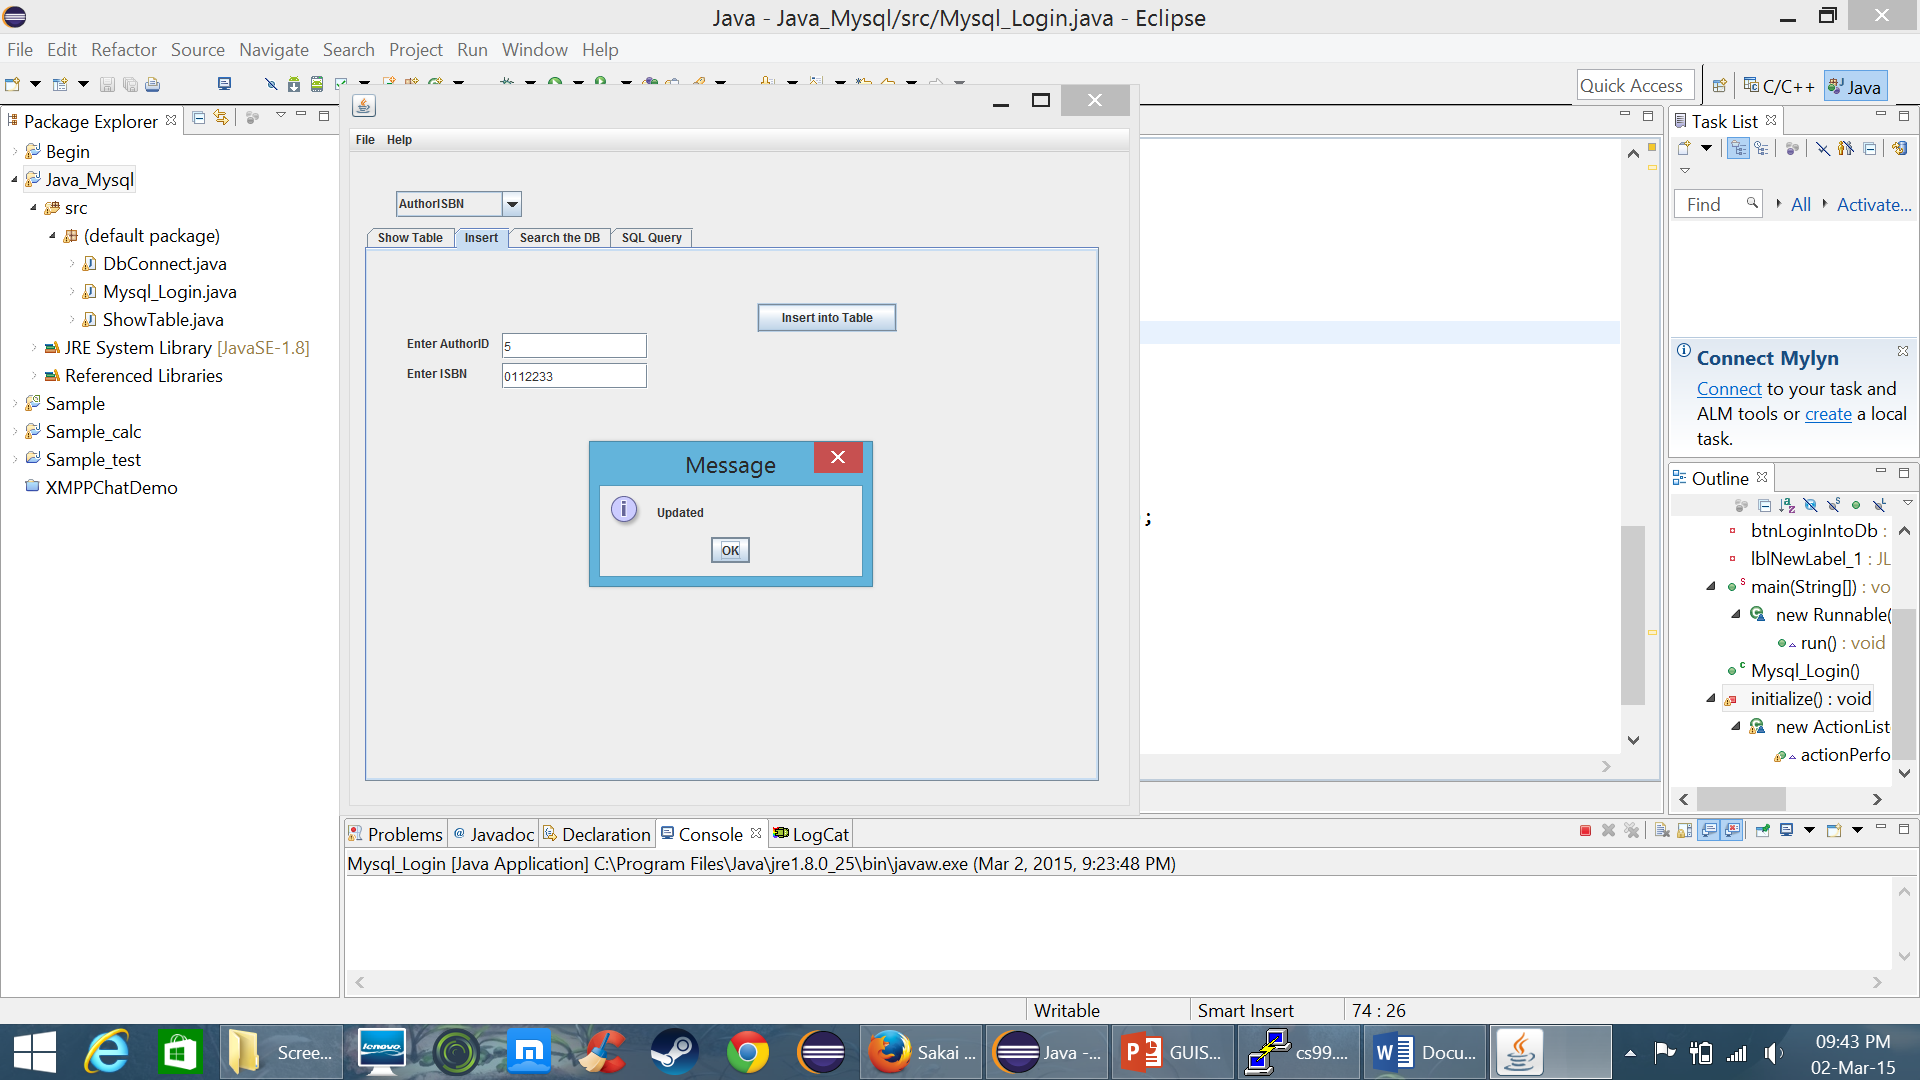 Java - Java_Mysql/src/Mysql_Login.java - Eclipse
File Edit Refactor Source Navigate Search Project Run Window Help
Quick Access
C/C++
Java
Package Explorer
Begin
Java_Mysql
src
(default package)
DbConnect.java
Mysql_Login.java
ShowTable.java
JRE System Library [JavaSE-1.8]
Referenced Libraries
Sample
Sample_calc
Sample_test
XMPPChatDemo
File Help
AuthorISBN
Show Table Insert Search the DB SQL Query
Insert into Table
Enter AuthorID 5
Enter ISBN 0112233
Message
Updated
OK
;
Task List
Find All Activate...
Connect Mylyn
Connect to your task and
ALM tools or create a local
task.
Outline
btnLoginIntoDb :
lblNewLabel_1 : JL
main(String[]) : vo
new Runnable(
run() : void
Mysql_Login()
initialize() : void
new ActionList
actionPerfo
Problems @ Javadoc Declaration Console LogCat
Mysql_Login [Java Application] C:\Program Files\Java\jre1.8.0_25\bin\javaw.exe (Mar 2, 2015, 9:23:48 PM)
Writable Smart Insert 74 : 26
Scree... lenovo Sakai ... Java -... GUIS... cs99.... Docu...
09:43 PM
02-Mar-15